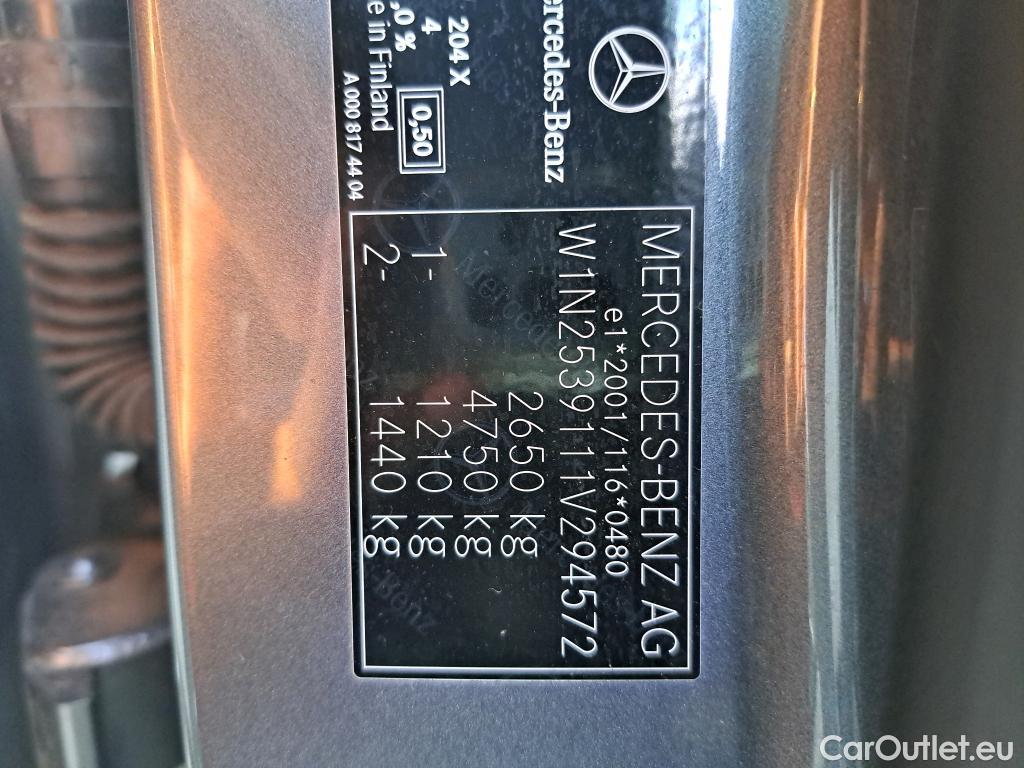 Mercedes-Benz
204 X
4
,0 %
0,50
e in Finland
A 000 817 44 04
MERCEDES-BENZ AG
e1*2001/116*0480
W1N2539111V294572
2650 kg
4750 kg
1- 1210 kg
2- 1440 kg
CarOutlet.eu